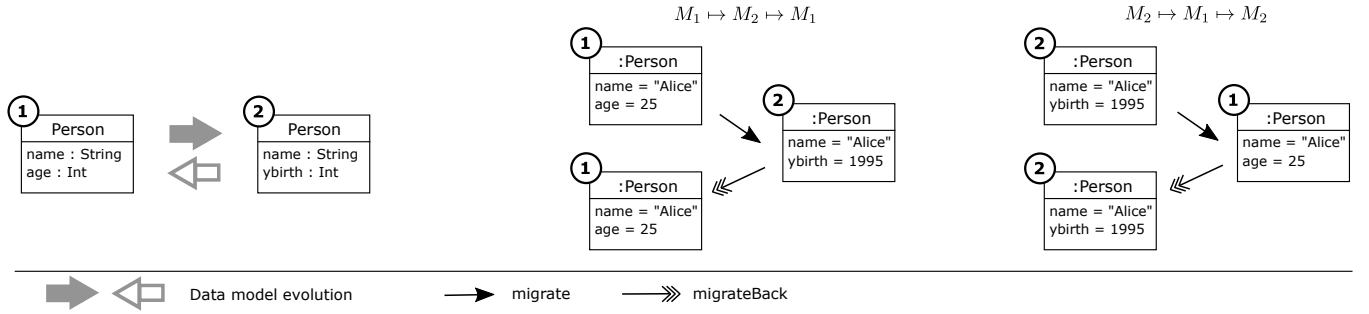 1
Person
name : String
age : Int
2
Person
name : String
ybirth : Int
M₁ ↦ M₂ ↦ M₁
1
:Person
name = "Alice"
age = 25
2
:Person
name = "Alice"
ybirth = 1995
1
:Person
name = "Alice"
age = 25
M₂ ↦ M₁ ↦ M₂
2
:Person
name = "Alice"
ybirth = 1995
1
:Person
name = "Alice"
age = 25
2
:Person
name = "Alice"
ybirth = 1995
Data model evolution
migrate
migrateBack